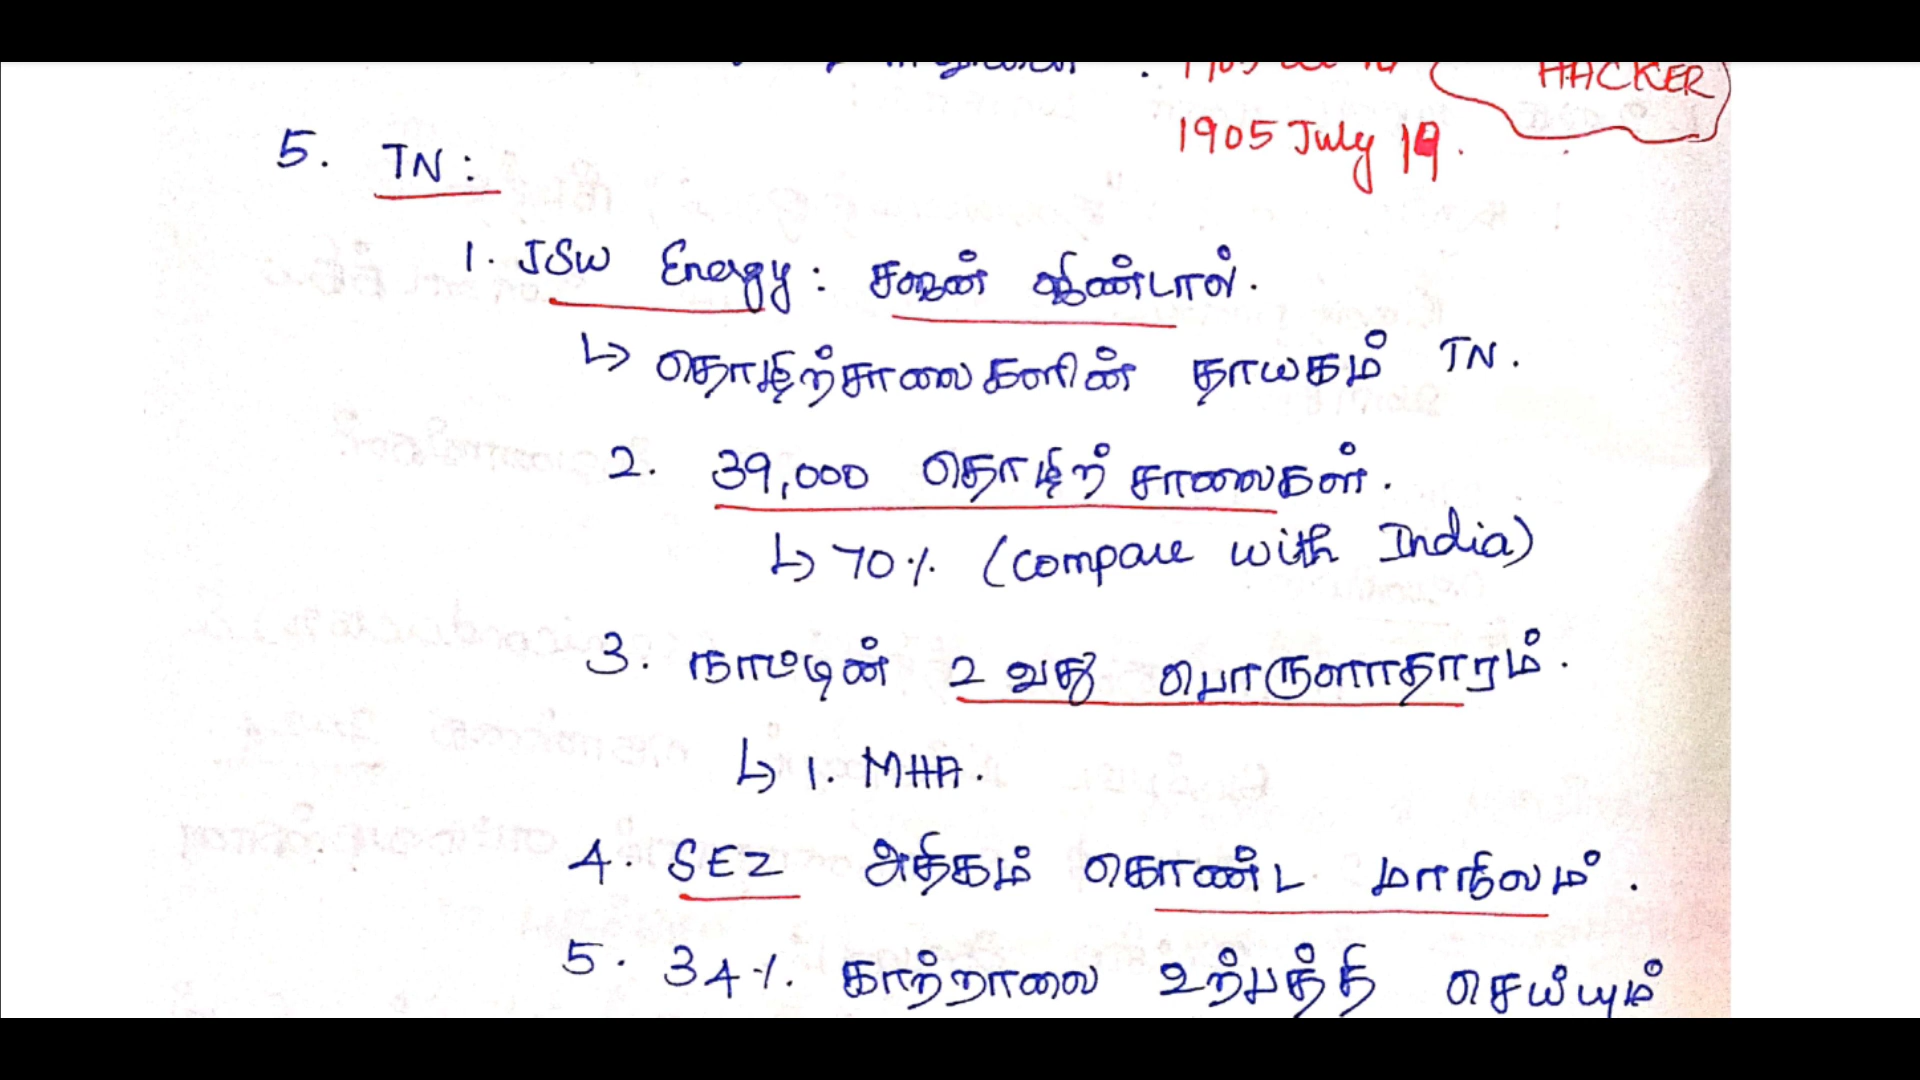 HACKER
1905 July 19.
5. TN :
1. JSW Energy : சஜன் ஜிண்டால்.
↳ தொழிற்சாலைகளின் தாயகம் TN.
2. 39,000 தொழிற்சாலைகள்.
↳ 70% (compare with India)
3. நாட்டின் 2 வது பொருளாதாரம்.
↳ 1. MHA.
4. SEZ அதிகம் கொண்ட மாநிலம்.
5. 34% காற்றாலை உற்பத்தி செய்யும்